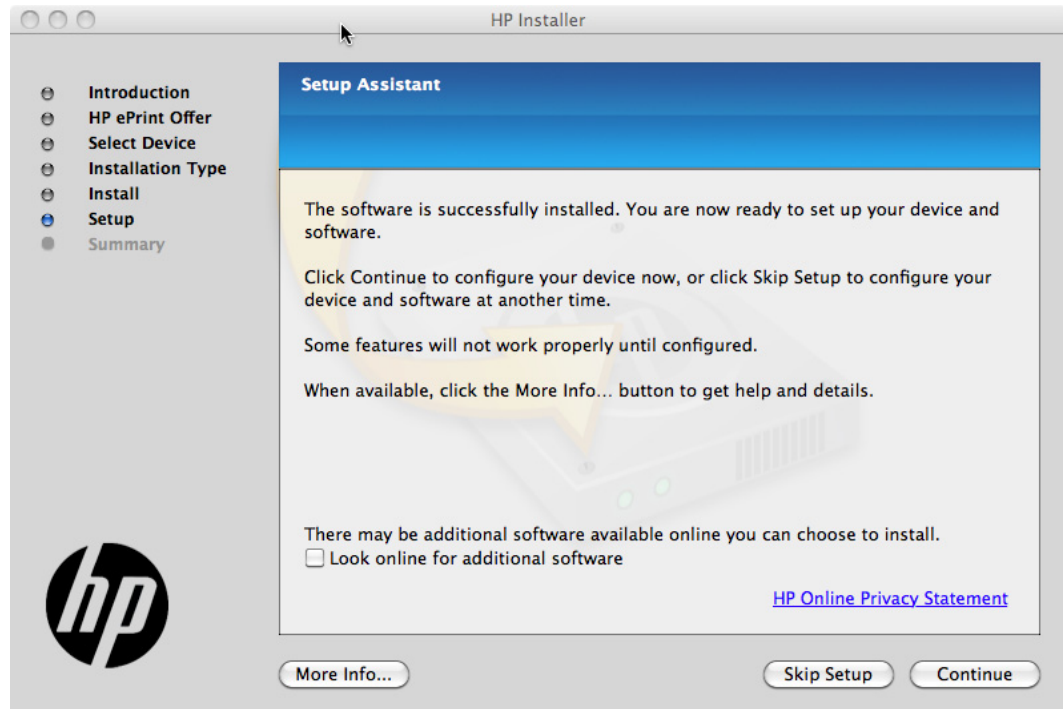 HP Installer
Introduction
HP ePrint Offer
Select Device
Installation Type
Install
Setup
Summary
Setup Assistant
The software is successfully installed. You are now ready to set up your device and
software.
Click Continue to configure your device now, or click Skip Setup to configure your
device and software at another time.
Some features will not work properly until configured.
When available, click the More Info... button to get help and details.
There may be additional software available online you can choose to install.
Look online for additional software
HP Online Privacy Statement
hp
More Info...
Skip Setup
Continue